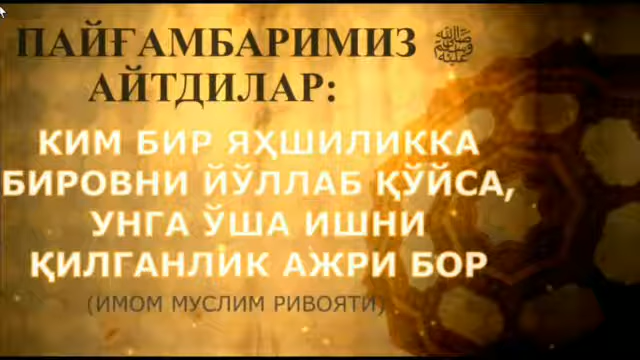 ПАЙҒАМБАРИМИЗ ﷺ
АЙТДИЛАР:
КИМ БИР ЯҲШИЛИККА
БИРОВНИ ЙЎЛЛАБ ҚЎЙСА,
УНГА ЎША ИШНИ
ҚИЛГАНЛИК АЖРИ БОР
(ИМОМ МУСЛИМ РИВОЯТИ)